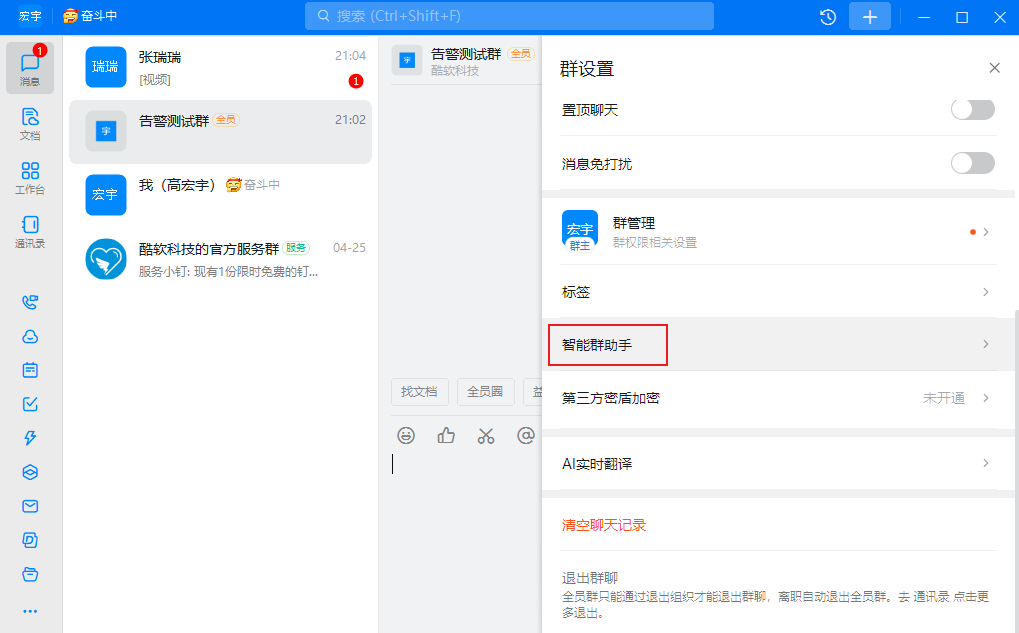 宏宇
奋斗中
搜索 (Ctrl+Shift+F)
1
消息
文档
工作台
通讯录
瑞瑞
张瑞瑞
21:04
[视频]
1
宇
告警测试群 全员
21:02
宏宇
我（高宏宇） 奋斗中
酷软科技的官方服务群 服务
04-25
服务小钉: 现有1份限时免费的钉...
宇
告警测试群 全员
酷软科技
找文档
全员圈
益
群设置
置顶聊天
消息免打扰
宏宇
群主
群管理
群权限相关设置
标签
智能群助手
第三方密盾加密
未开通
AI实时翻译
清空聊天记录
退出群聊
全员群只能通过退出组织才能退出群聊，离职自动退出全员群。去 通讯录 点击更
多退出。